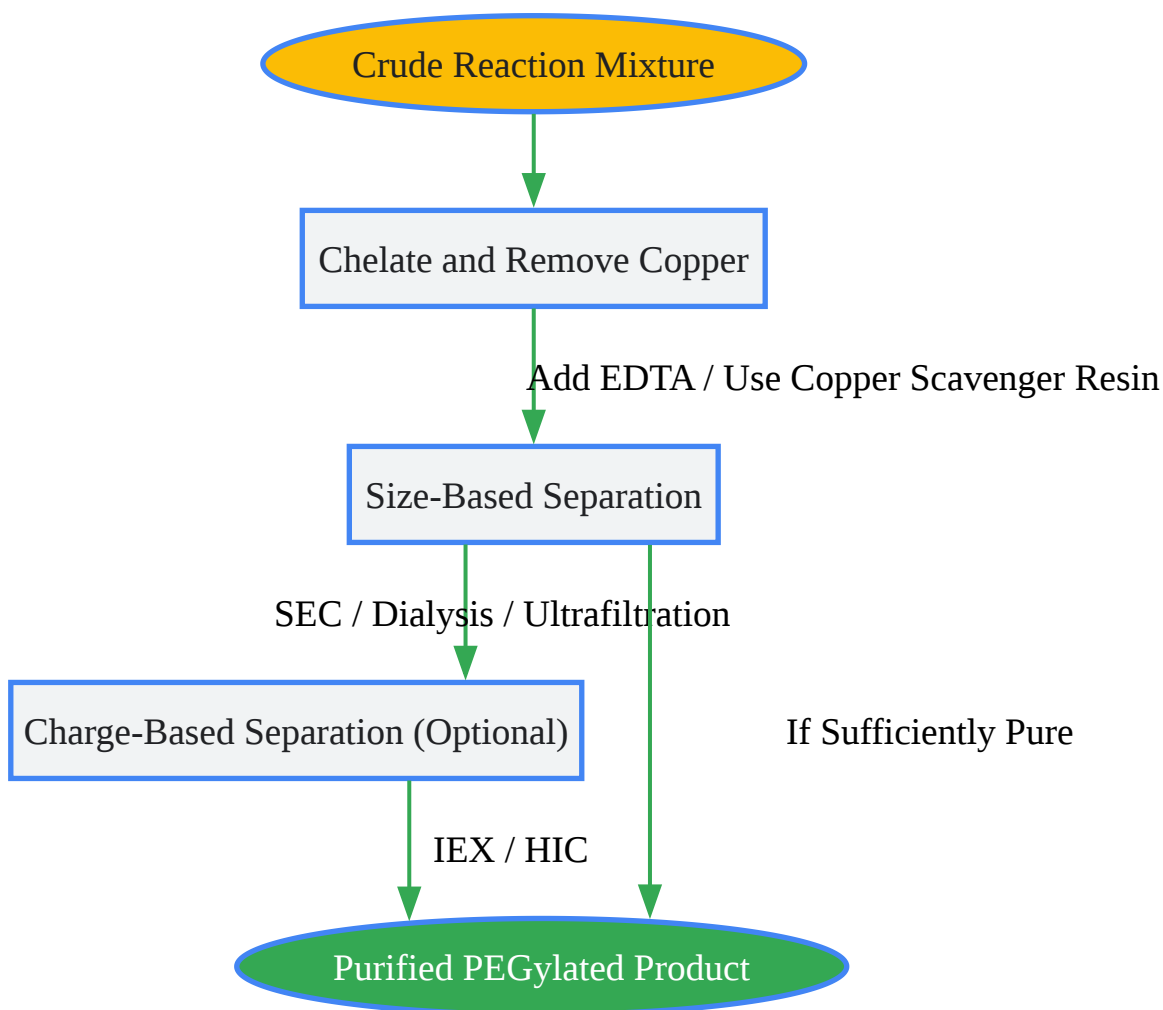 Crude Reaction Mixture
Chelate and Remove Copper
Add EDTA / Use Copper Scavenger Resin
Size-Based Separation
SEC / Dialysis / Ultrafiltration
Charge-Based Separation (Optional)
If Sufficiently Pure
IEX / HIC
Purified PEGylated Product